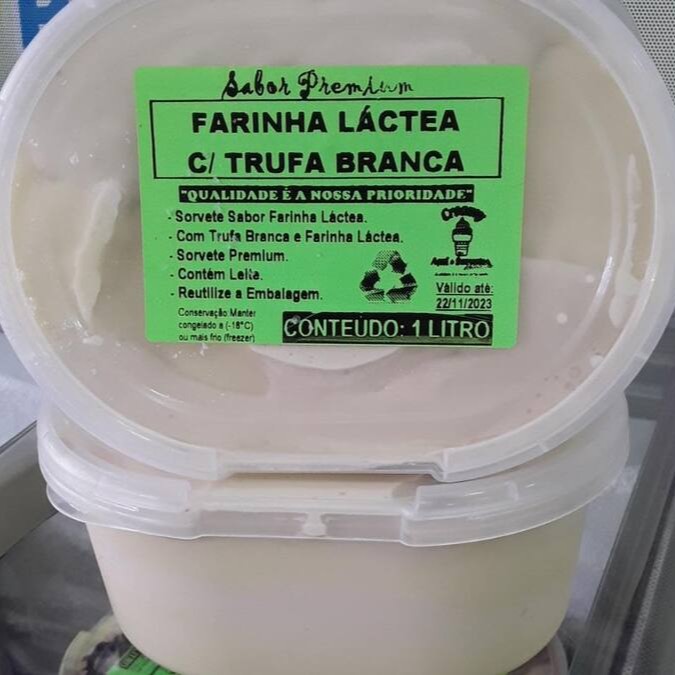 Sabor Premium
FARINHA LÁCTEA
C/ TRUFA BRANCA
"QUALIDADE É A NOSSA PRIORIDADE"
- Sorvete Sabor Farinha Láctea.
- Com Trufa Branca e Farinha Láctea.
- Sorvete Premium.
- Contém Leite.
- Reutilize a Embalagem.
Válido até:
22/11/2023
Conservação Manter
congelado a (-18°C)
ou mais frio (freezer)
CONTEÚDO: 1 LITRO